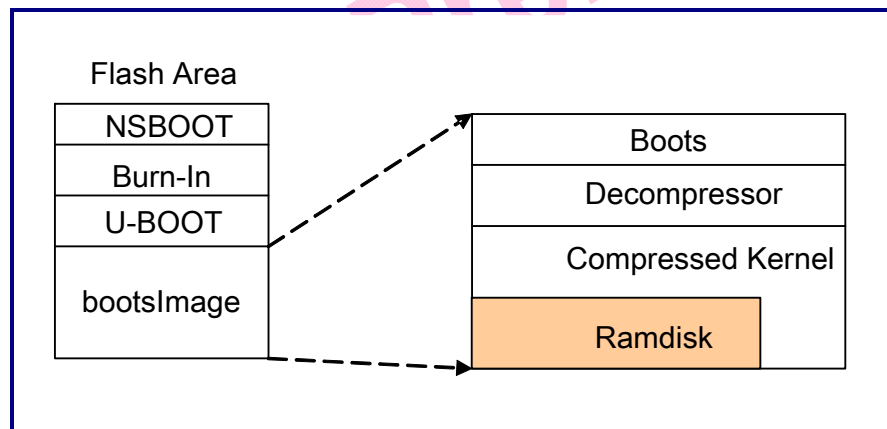 Flash Area
NSBOOT
Burn-In
U-BOOT
bootsImage
Boots
Decompressor
Compressed Kernel
Ramdisk